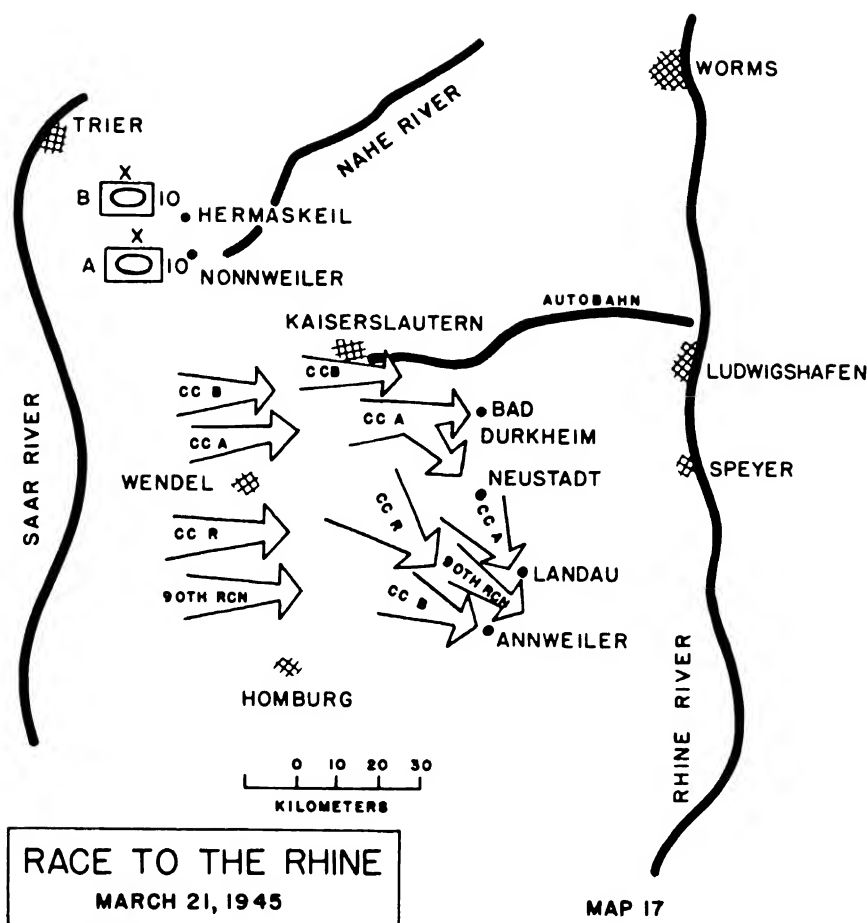 WORMS
TRIER
NAHE RIVER
X
B 10
HERMASKEIL
X
A 10
NONNWEILER
AUTOBAHN
KAISERSLAUTERN
CCB
LUDWIGSHAFEN
CC B
CC A
BAD
DURKHEIM
CC A
SAAR RIVER
WENDEL
NEUSTADT
SPEYER
CC R
CC A
CC R
90TH RCN
LANDAU
90TH RCN
CC B
ANNWEILER
HOMBURG
RHINE RIVER
0 10 20 30
KILOMETERS
RACE TO THE RHINE
MARCH 21, 1945
MAP 17